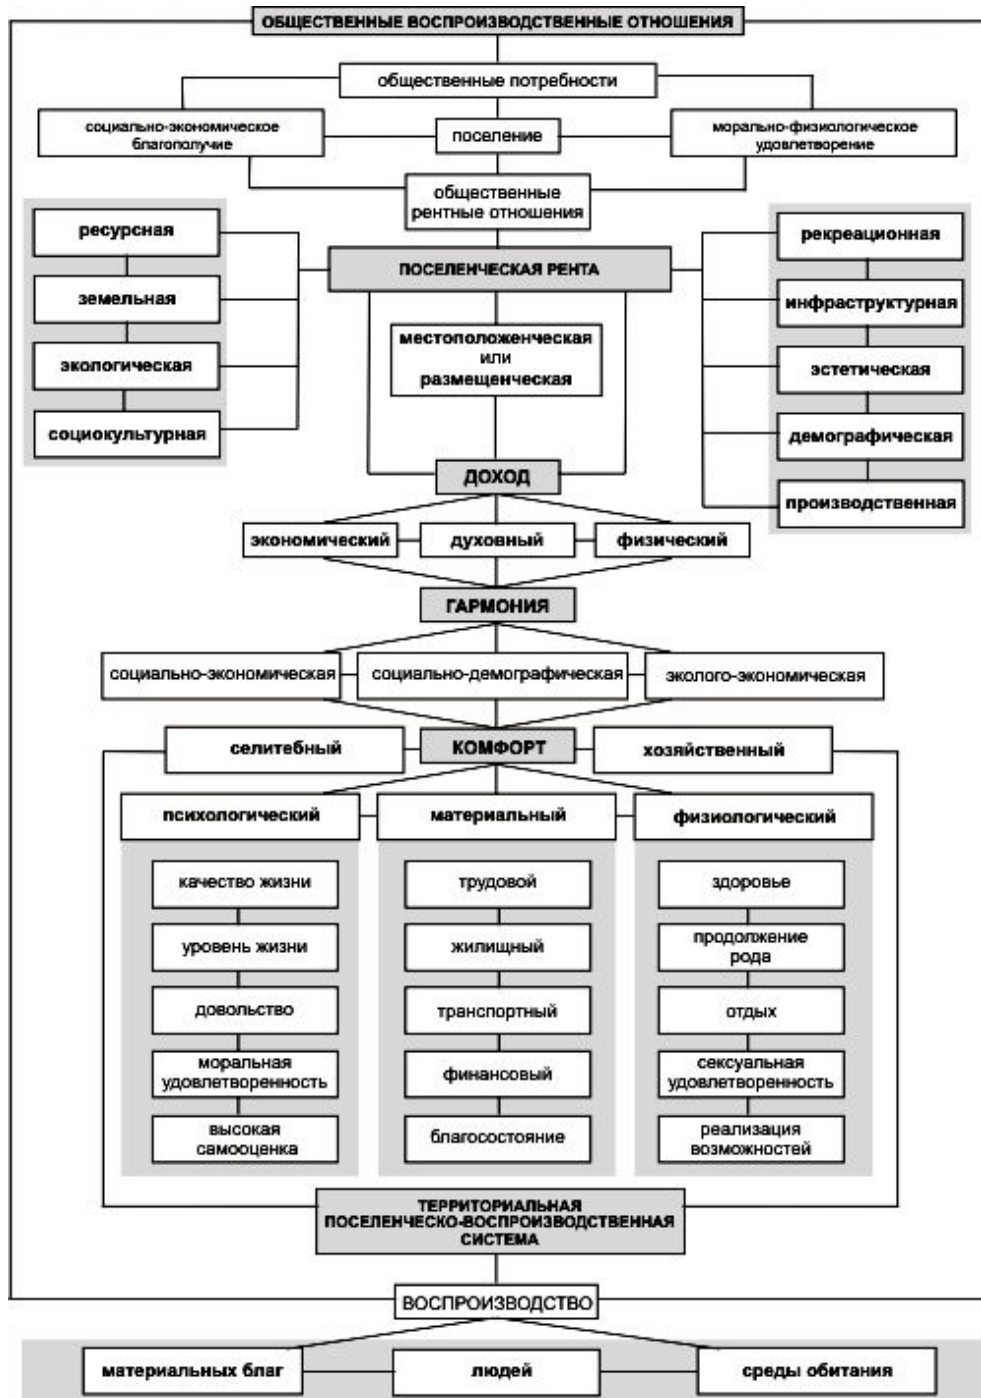 ОБЩЕСТВЕННЫЕ ВОСПРОИЗВОДСТВЕННЫЕ ОТНОШЕНИЯ
общественные потребности
социально-экономическое
благополучие
поселение
морально-физиологическое
удовлетворение
общественные
рентные отношения
ресурсная
земельная
экологическая
социокультурная
ПОСЕЛЕНЧЕСКАЯ РЕНТА
местоположенческая
или
размещенческая
рекреационная
инфраструктурная
эстетическая
демографическая
производственная
ДОХОД
экономический
духовный
физический
ГАРМОНИЯ
социально-экономическая
социально-демографическая
эколого-экономическая
селитебный
КОМФОРТ
хозяйственный
психологический
материальный
физиологический
качество жизни
уровень жизни
довольство
моральная
удовлетворенность
высокая
самооценка
трудовой
жилищный
транспортный
финансовый
благосостояние
здоровье
продолжение
рода
отдых
сексуальная
удовлетворенность
реализация
возможностей
ТЕРРИТОРИАЛЬНАЯ
ПОСЕЛЕНЧЕСКО-ВОСПРОИЗВОДСТВЕННАЯ
СИСТЕМА
ВОСПРОИЗВОДСТВО
материальных благ
людей
среды обитания